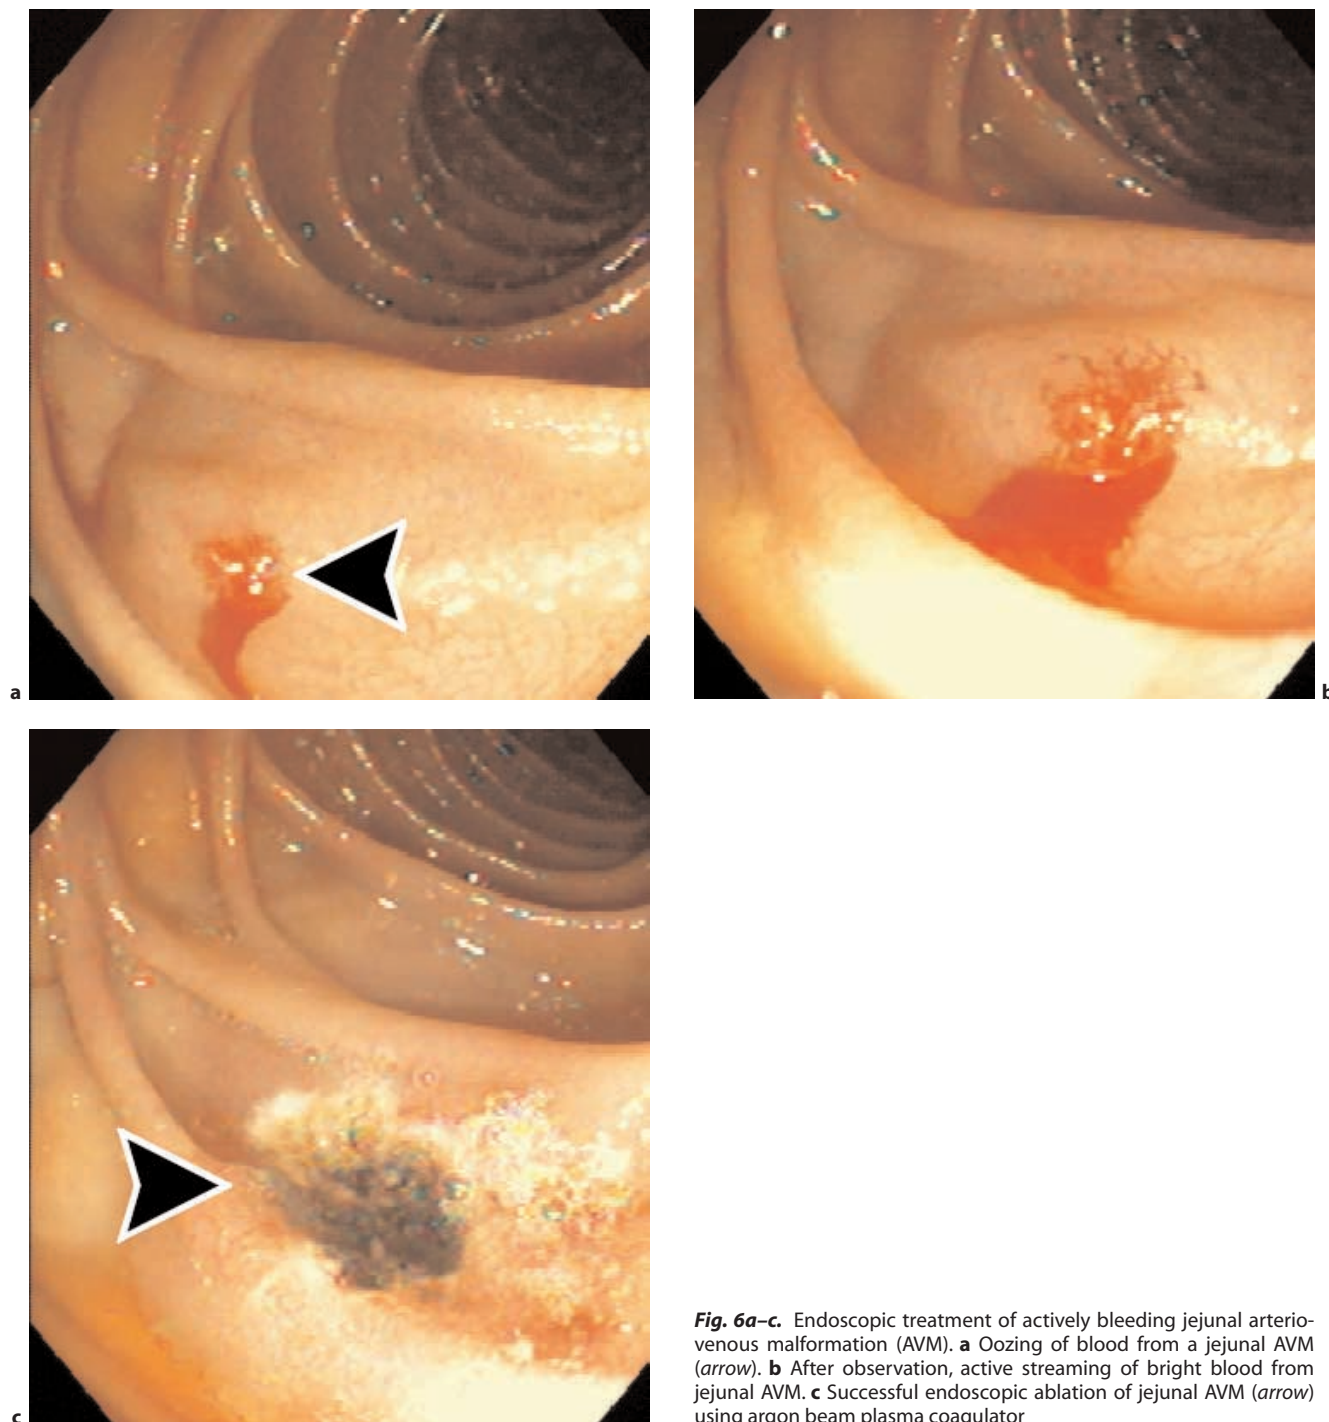 a
b
c
Fig. 6a–c. Endoscopic treatment of actively bleeding jejunal arterio-
venous malformation (AVM). a Oozing of blood from a jejunal AVM
(arrow). b After observation, active streaming of bright blood from
jejunal AVM. c Successful endoscopic ablation of jejunal AVM (arrow)
using argon beam plasma coagulator